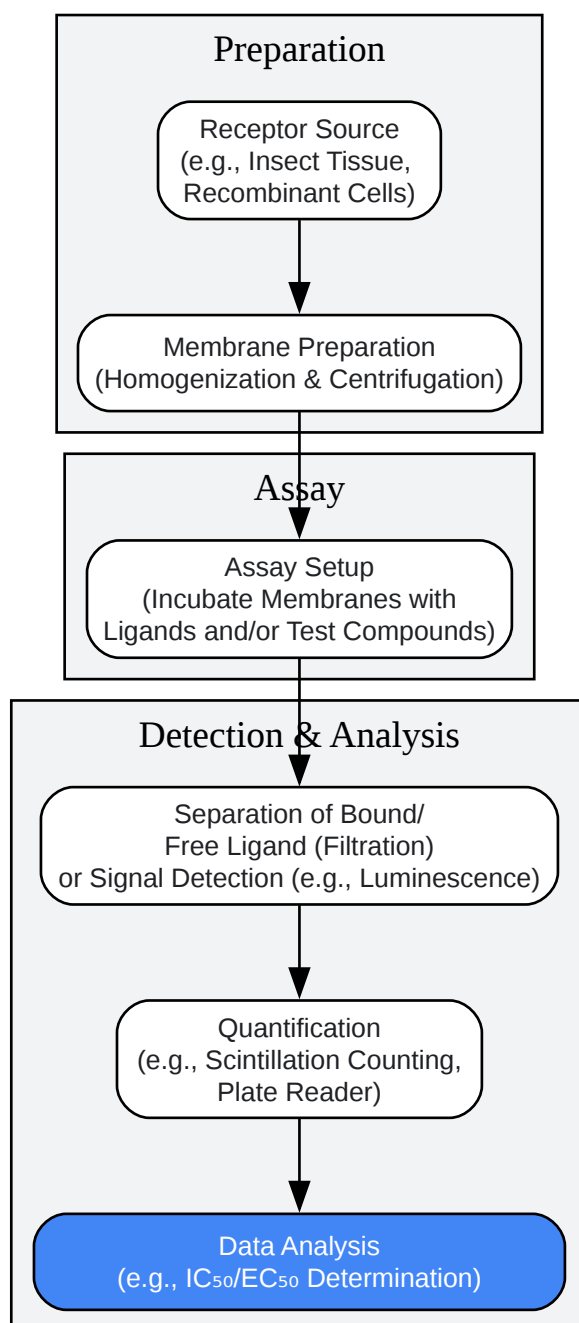 Preparation
Receptor Source
(e.g., Insect Tissue,
Recombinant Cells)
Membrane Preparation
(Homogenization & Centrifugation)
Assay
Assay Setup
(Incubate Membranes with
Ligands and/or Test Compounds)
Detection & Analysis
Separation of Bound/
Free Ligand (Filtration)
or Signal Detection (e.g., Luminescence)
Quantification
(e.g., Scintillation Counting,
Plate Reader)
Data Analysis
(e.g., IC₅₀/EC₅₀ Determination)